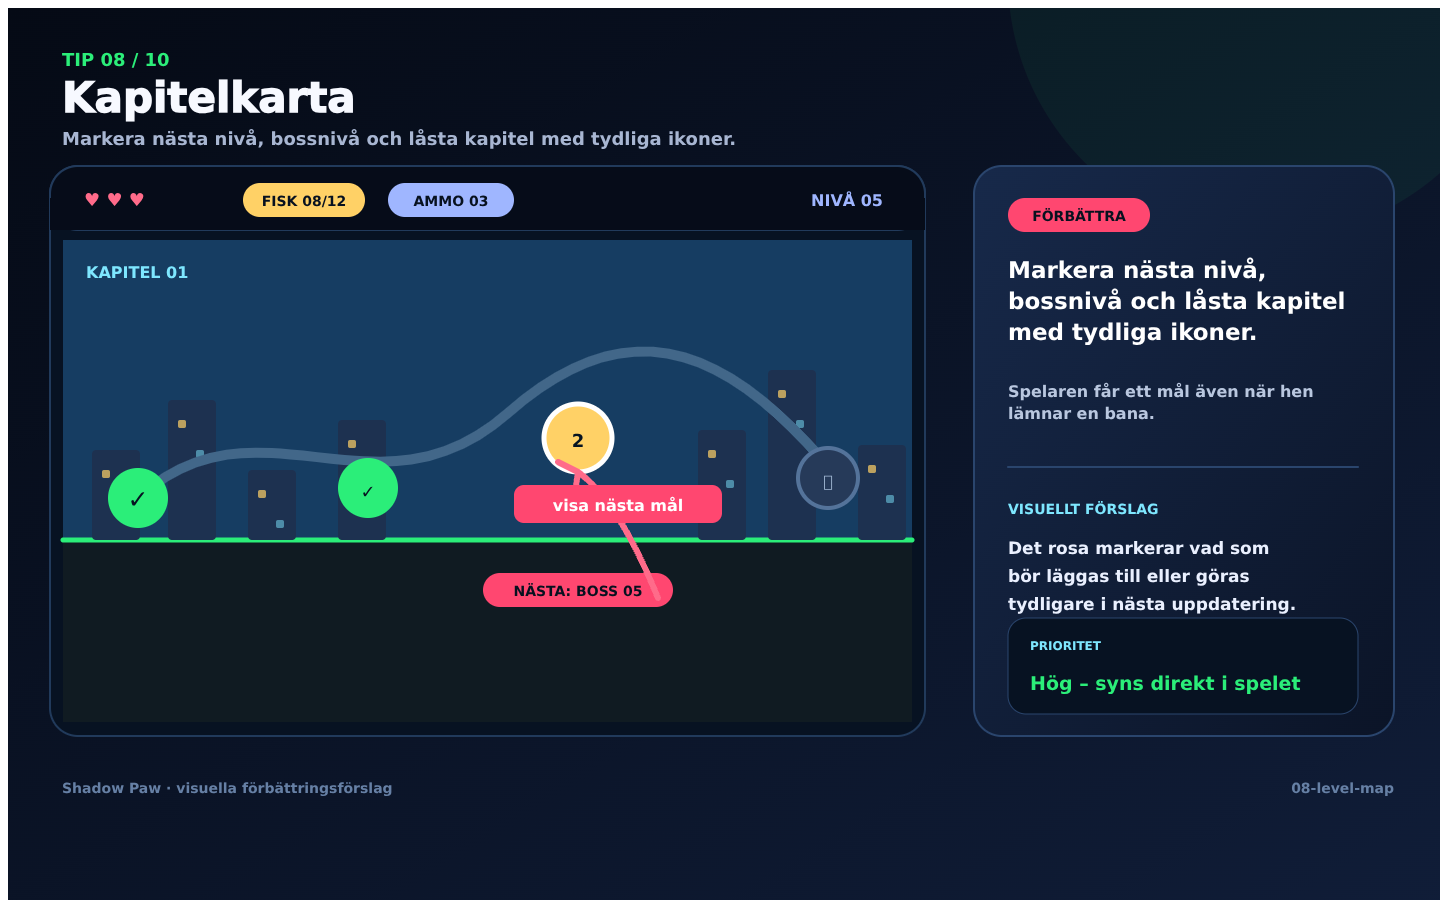 TIP 08 / 10
Kapitelkarta
Markera nästa nivå, bossnivå och låsta kapitel med tydliga ikoner.
♥ ♥ ♥
FISK 08/12
AMMO 03
NIVÅ 05
KAPITEL 01
✓
✓
2
visa nästa mål
NÄSTA: BOSS 05
FÖRBÄTTRA
Markera nästa nivå,
bossnivå och låsta kapitel
med tydliga ikoner.
Spelaren får ett mål även när hen
lämnar en bana.
VISUELLT FÖRSLAG
Det rosa markerar vad som
bör läggas till eller göras
tydligare i nästa uppdatering.
PRIORITET
Hög – syns direkt i spelet
Shadow Paw · visuella förbättringsförslag
08-level-map